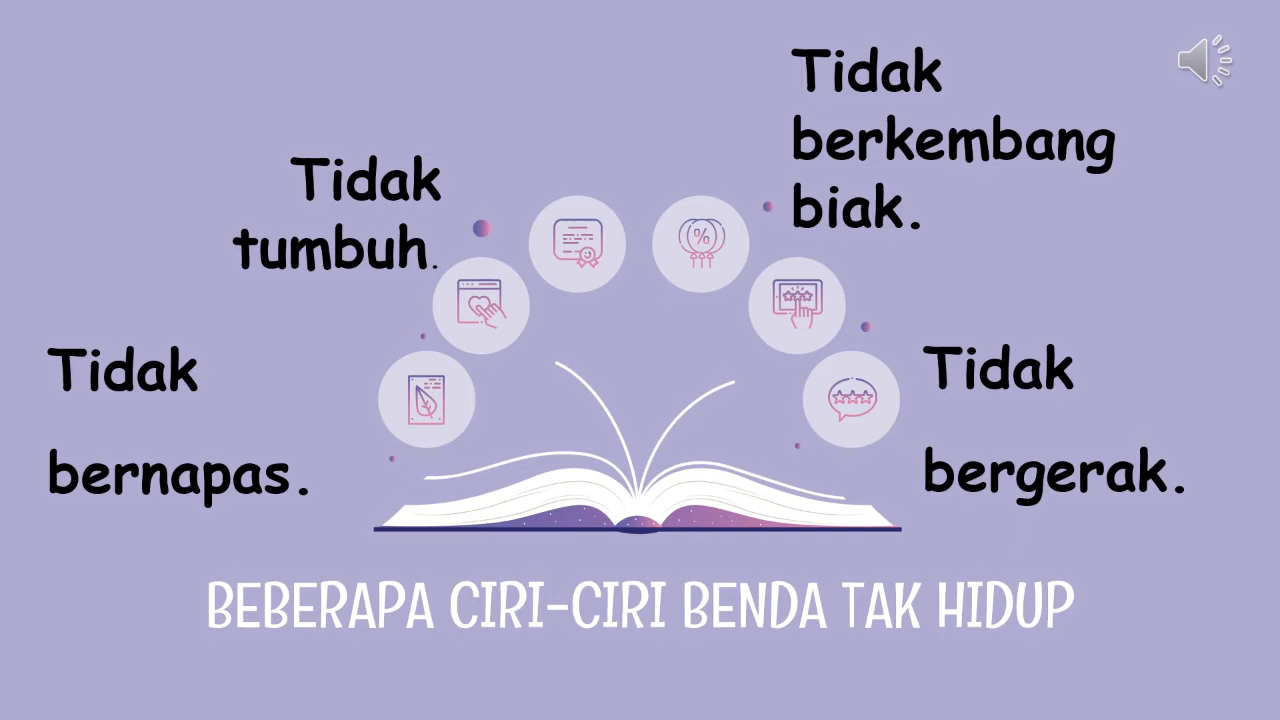 Tidak
tumbuh.
Tidak
berkembang
biak.
Tidak
bernapas.
Tidak
bergerak.
%
BEBERAPA CIRI-CIRI BENDA TAK HIDUP